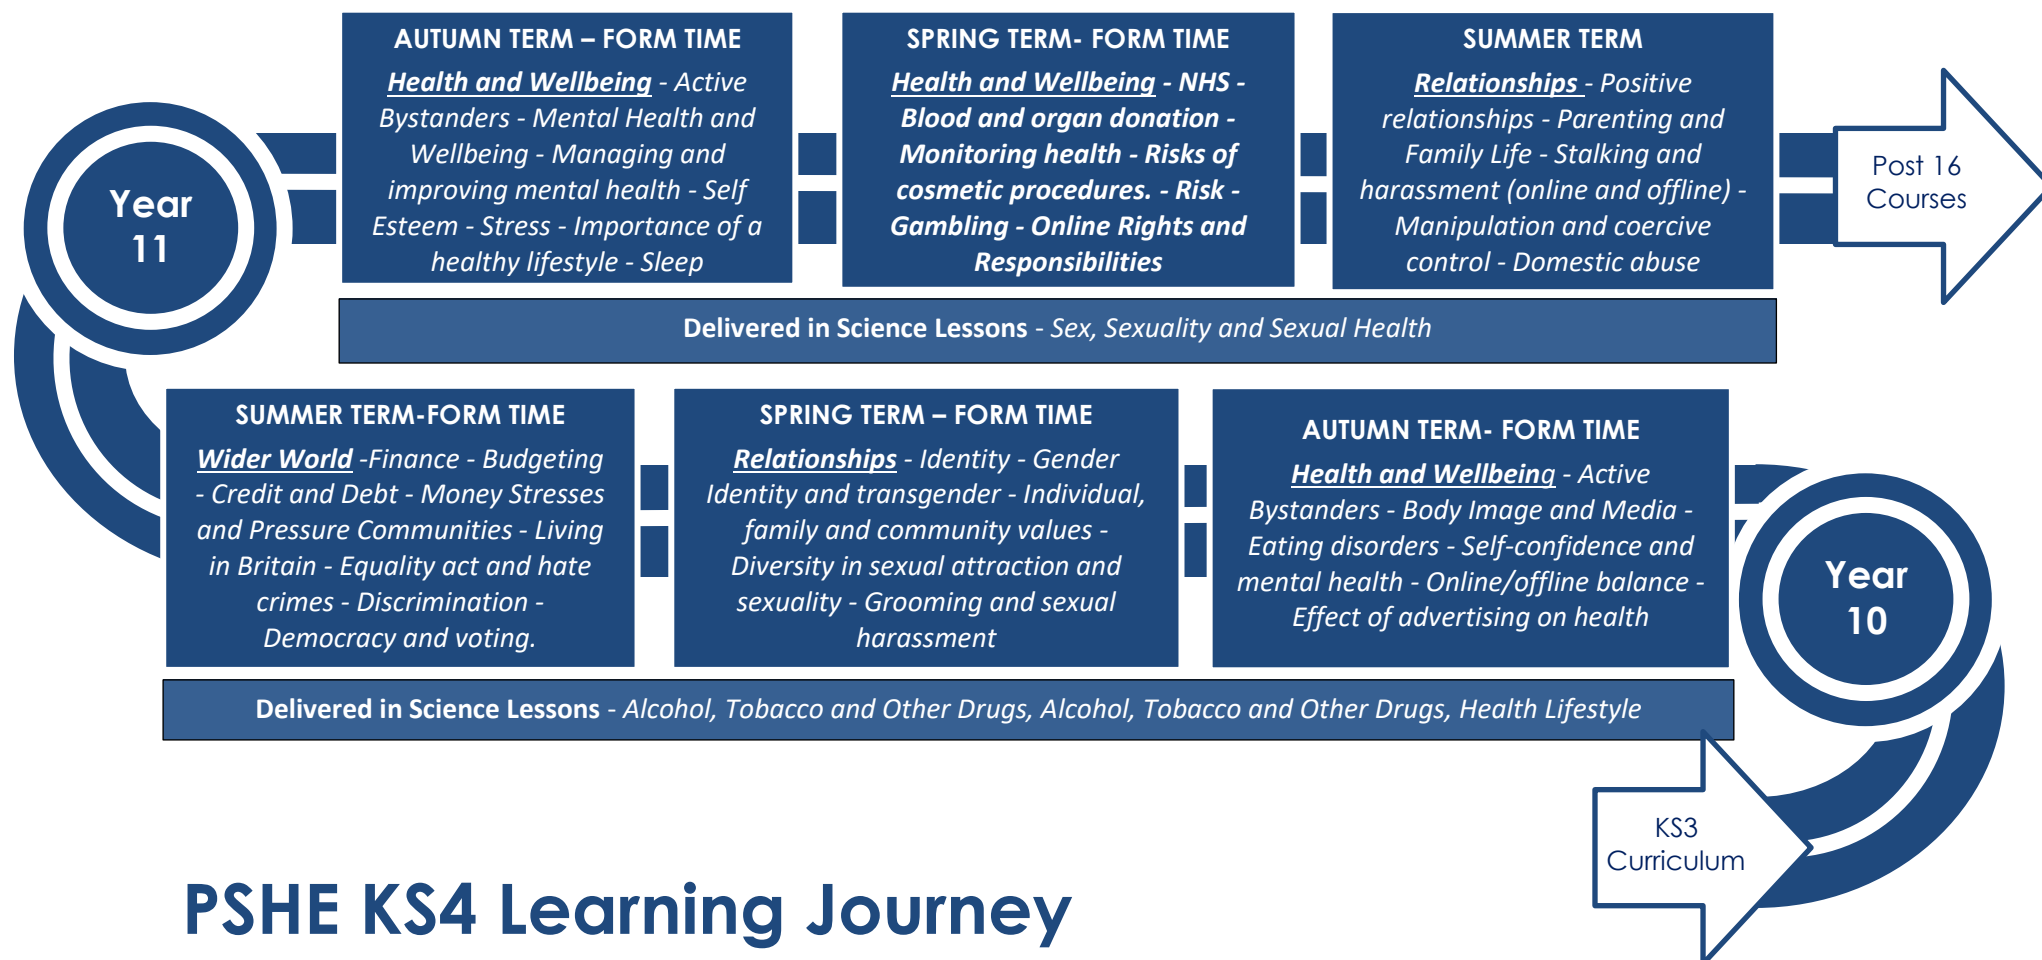 AUTUMN TERM – FORM TIME
Health and Wellbeing - Active
Bystanders - Mental Health and
Wellbeing - Managing and
improving mental health - Self
Esteem - Stress - Importance of a
healthy lifestyle - Sleep
SPRING TERM- FORM TIME
Health and Wellbeing - NHS -
Blood and organ donation -
Monitoring health - Risks of
cosmetic procedures. - Risk -
Gambling - Online Rights and
Responsibilities
SUMMER TERM
Relationships - Positive
relationships - Parenting and
Family Life - Stalking and
harassment (online and offline) -
Manipulation and coercive
control - Domestic abuse
Year
11
Post 16
Courses
Delivered in Science Lessons - Sex, Sexuality and Sexual Health
SUMMER TERM-FORM TIME
Wider World -Finance - Budgeting
- Credit and Debt - Money Stresses
and Pressure Communities - Living
in Britain - Equality act and hate
crimes - Discrimination -
Democracy and voting.
SPRING TERM – FORM TIME
Relationships - Identity - Gender
Identity and transgender - Individual,
family and community values -
Diversity in sexual attraction and
sexuality - Grooming and sexual
harassment
AUTUMN TERM- FORM TIME
Health and Wellbeing - Active
Bystanders - Body Image and Media -
Eating disorders - Self-confidence and
mental health - Online/offline balance -
Effect of advertising on health
Year
10
Delivered in Science Lessons - Alcohol, Tobacco and Other Drugs, Alcohol, Tobacco and Other Drugs, Health Lifestyle
KS3
Curriculum
PSHE KS4 Learning Journey